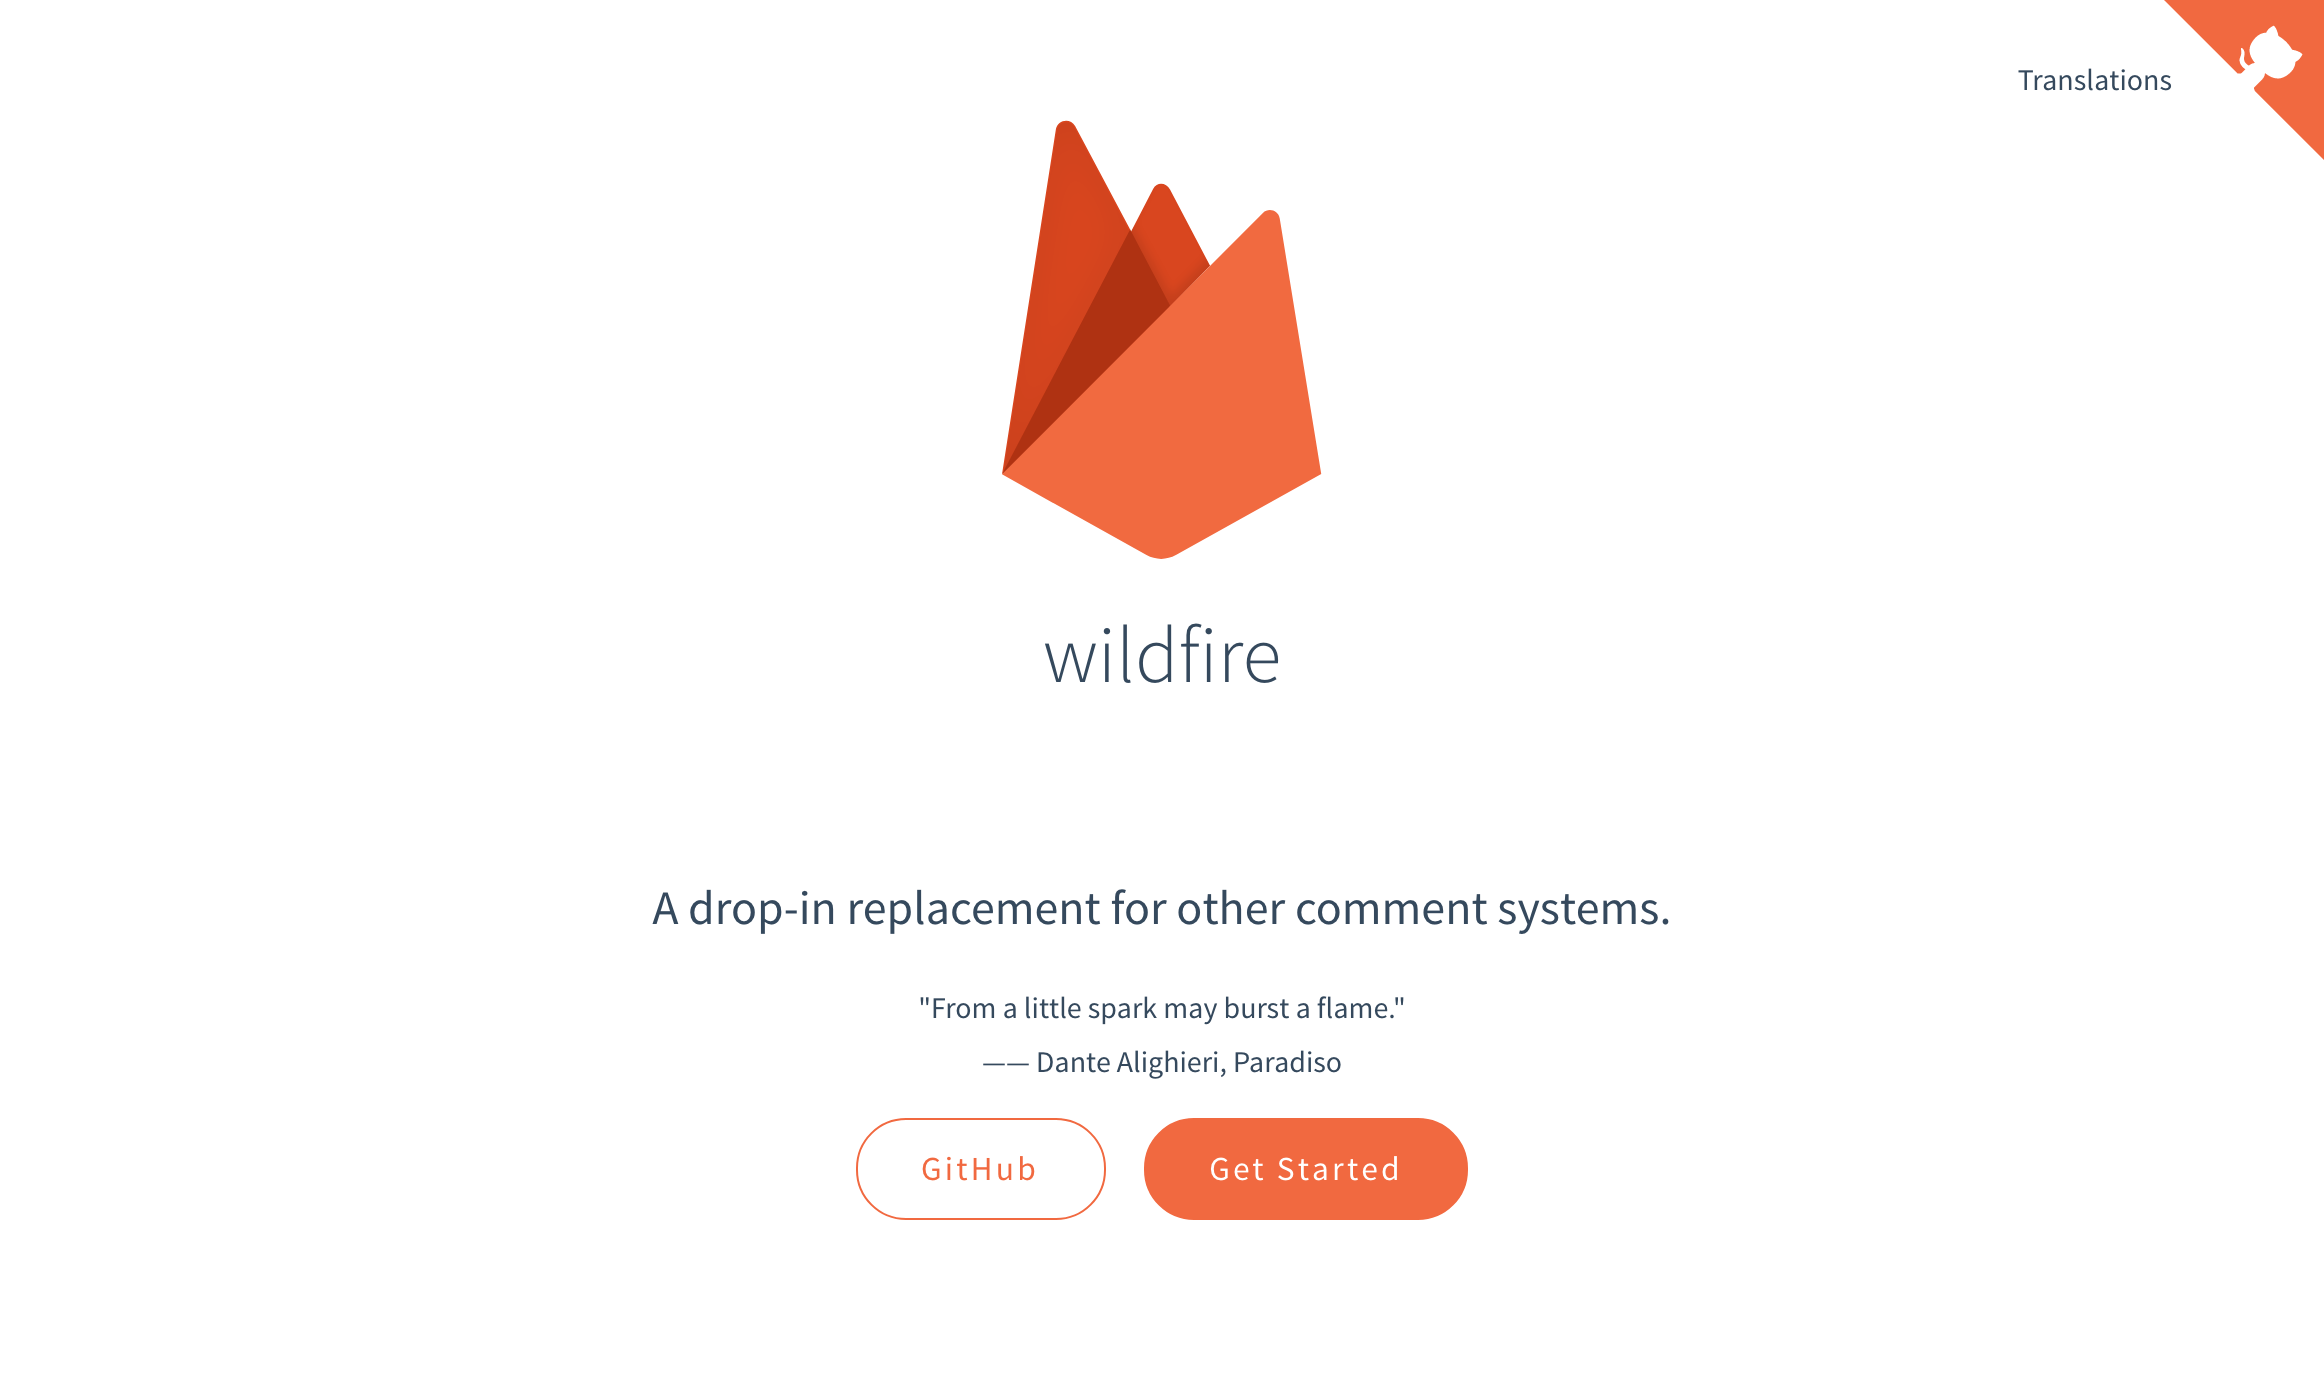 Translations
wildfire
A drop-in replacement for other comment systems.
"From a little spark may burst a flame."
—— Dante Alighieri, Paradiso
GitHub
Get Started